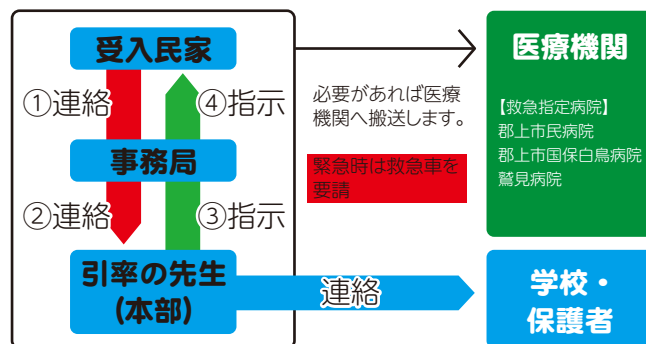 受入民家
①連絡
④指示
事務局
②連絡
③指示
引率の先生
(本部)
必要があれば医療
機関へ搬送します。
緊急時は救急車を
要請
医療機関
【救急指定病院】
郡上市民病院
郡上市国保白鳥病院
鷲見病院
連絡
学校・
保護者